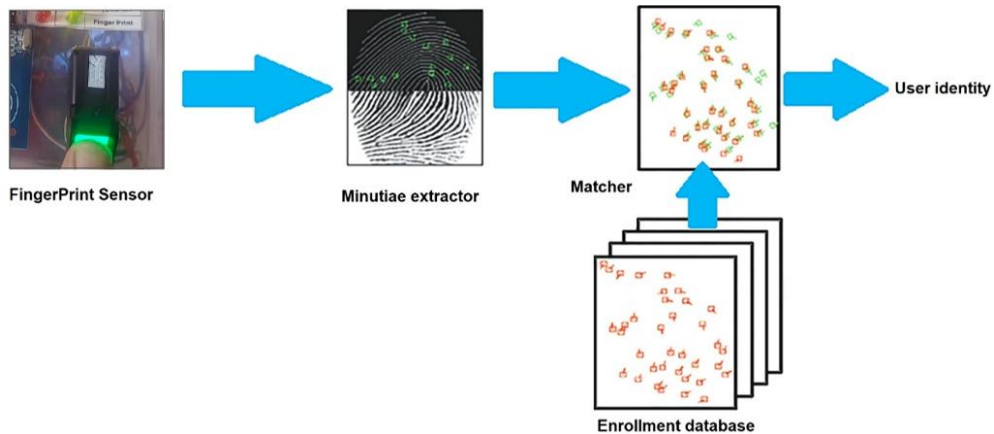 Finger Print
FingerPrint Sensor
Minutiae extractor
Matcher
User identity
Enrollment database